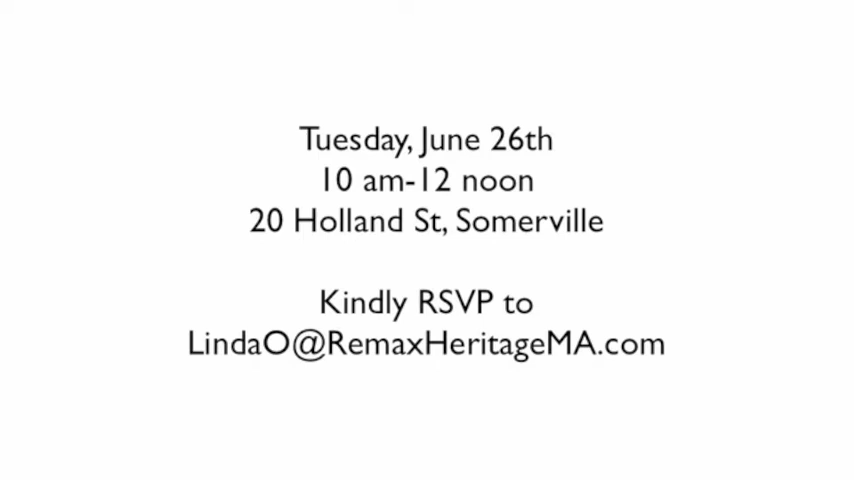 Tuesday, June 26th
10 am-12 noon
20 Holland St, Somerville
Kindly RSVP to
LindaO@RemaxHeritageMA.com